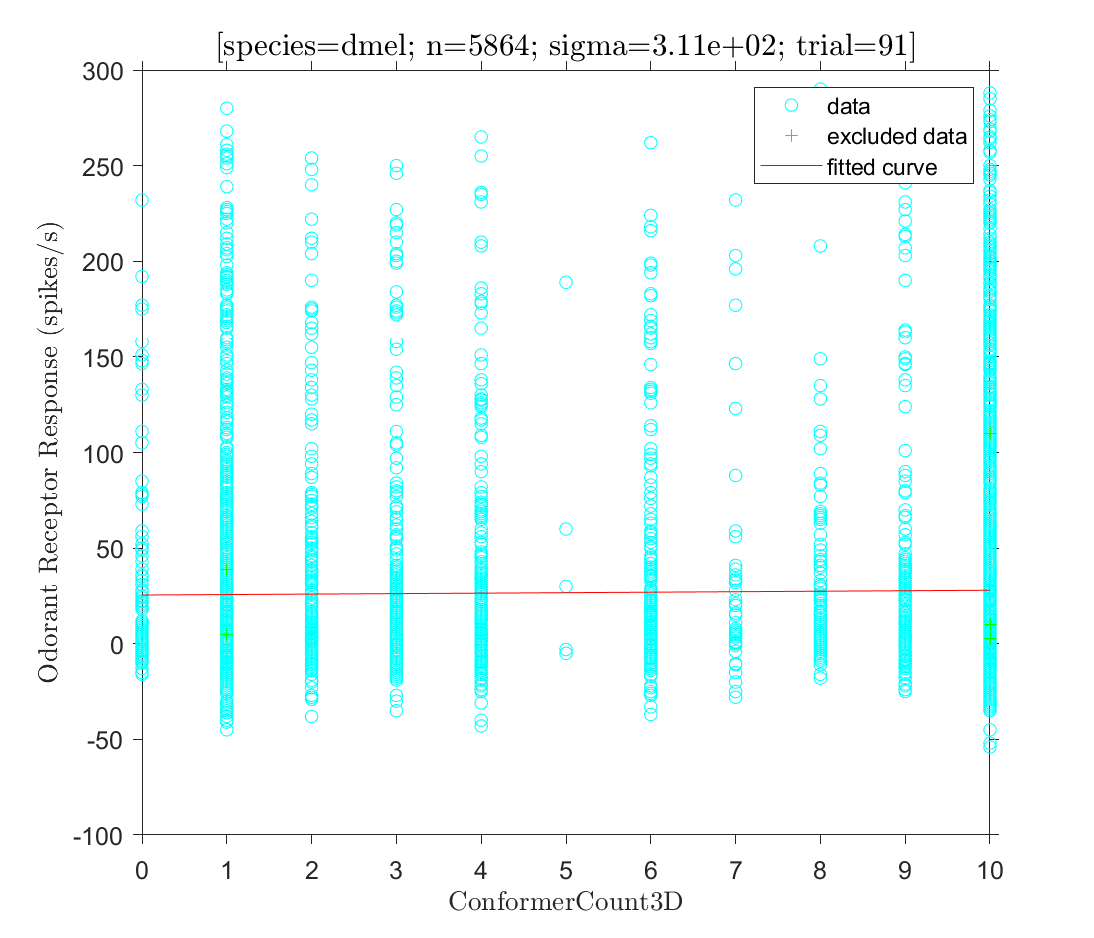 [species=dmel; n=5864; sigma=3.11e+02; trial=91]
300
250
200
150
100
50
0
-50
-100
Odorant Receptor Response (spikes/s)
data
excluded data
fitted curve
0 1 2 3 4 5 6 7 8 9 10
ConformerCount3D